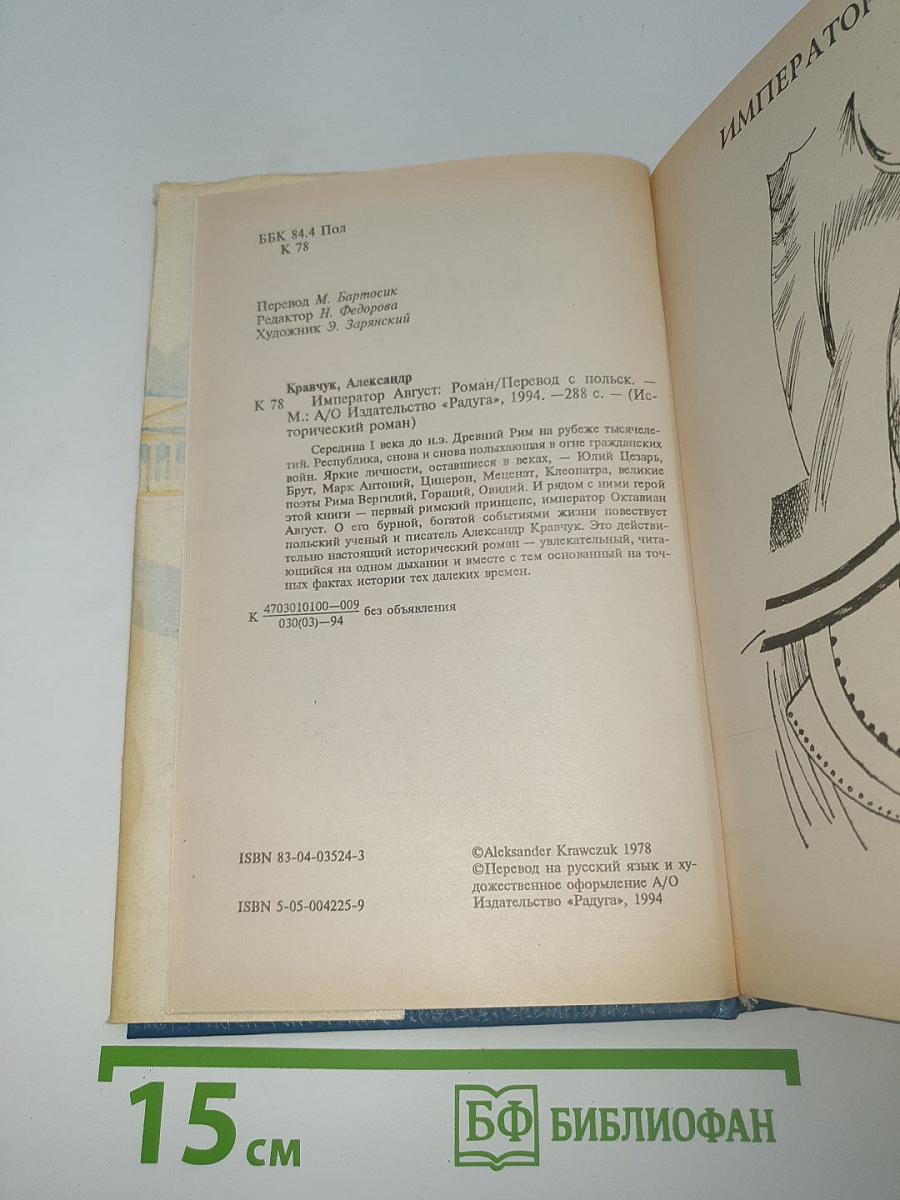 ББК 84.4 Пол
К 78
Перевод М. Бартосик
Редактор Н. Федорова
Художник Э. Зарянский
Кравчук, Александр
К 78 Император Август: Роман/Перевод с польск. —
М.: А/О Издательство «Радуга», 1994. —288 с. — (Ис-
торический роман)
Середина I века до н.э. Древний Рим на рубеже тысячеле-
тий. Республика, снова и снова полыхающая в огне гражданских
войн. Яркие личности, оставшиеся в веках, — Юлий Цезарь,
Брут, Марк Антоний, Цицерон, Меценат, Клеопатра, великие
поэты Рима Вергилий, Гораций, Овидий. И рядом с ними герой
этой книги — первый римский принцепс, император Октавиан
Август. О его бурной, богатой событиями жизни повествует
польский ученый и писатель Александр Кравчук. Это действи-
тельно настоящий исторический роман — увлекательный, чита-
ющийся на одном дыхании и вместе с тем основанный на точ-
ных фактах истории тех далеких времен.
К 4703010100—009 без объявления
030(03)—94
ISBN 83-04-03524-3
ISBN 5-05-004225-9
©Aleksander Krawczuk 1978
©Перевод на русский язык и ху-
дожественное оформление А/О
Издательство «Радуга», 1994
ИМПЕРАТОР
15 см
БФ БИБЛИОФАН